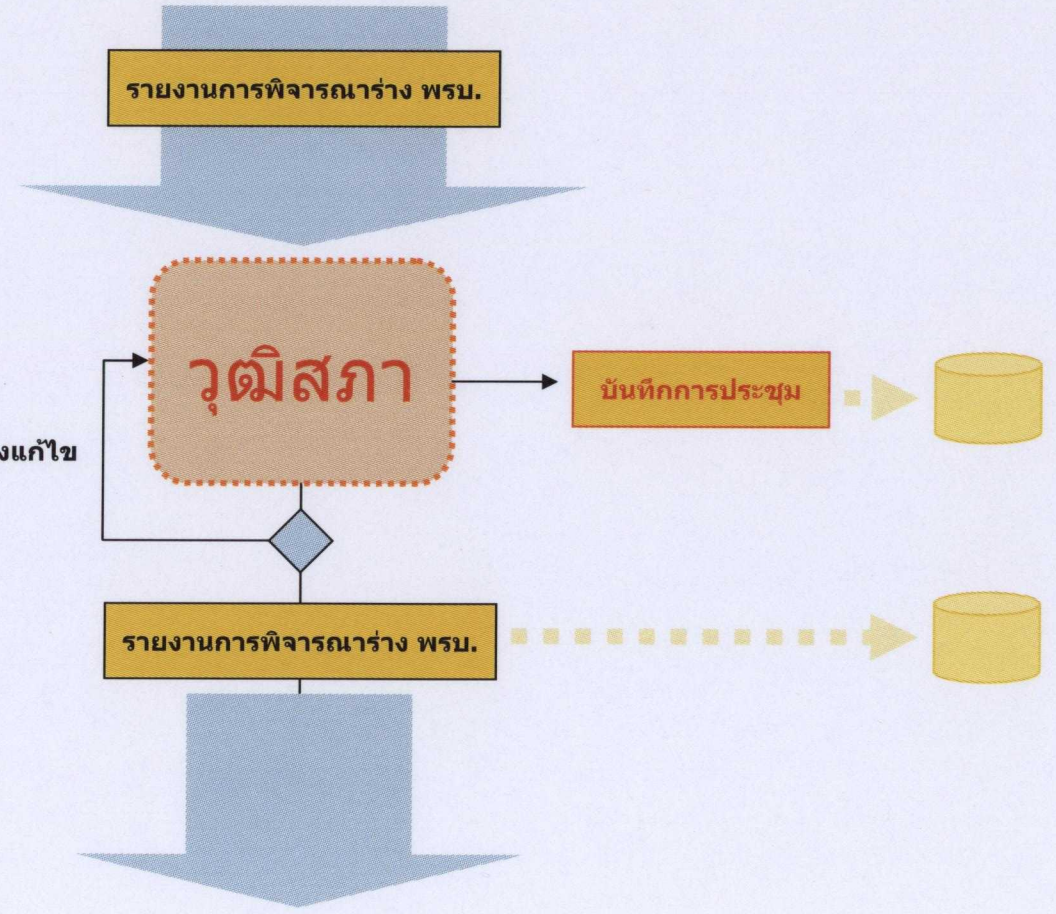 รายงานการพิจารณาร่าง พรบ.
วุฒิสภา
บันทึกการประชุม
แก้ไข
รายงานการพิจารณาร่าง พรบ.